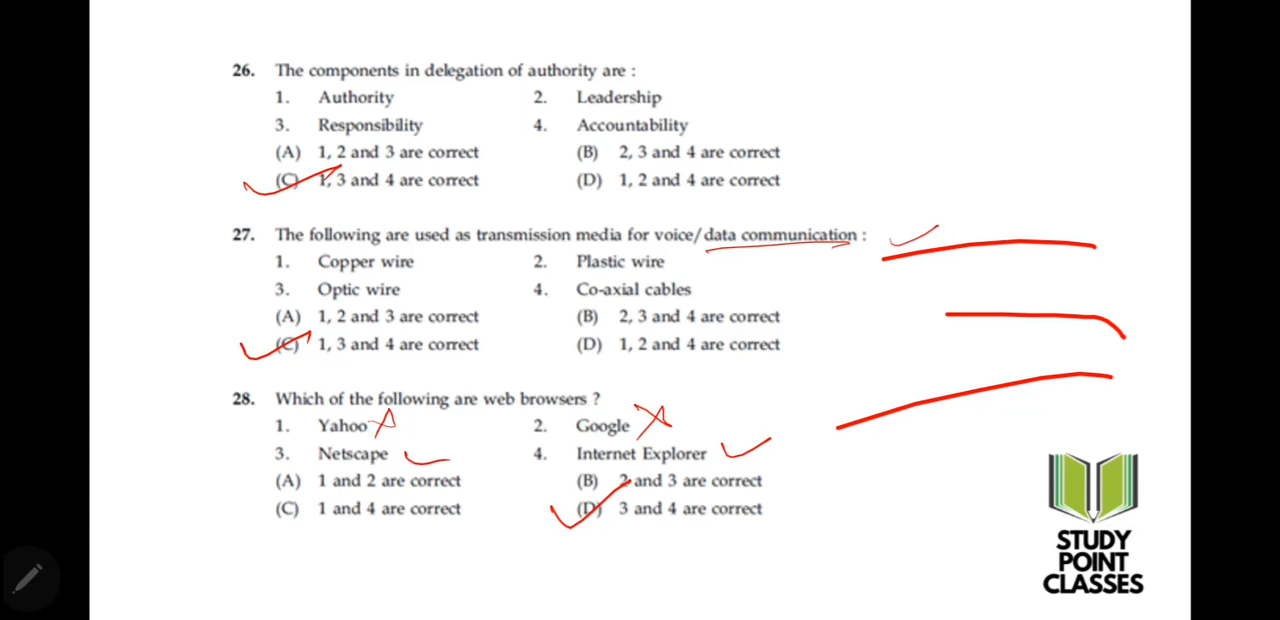 26. The components in delegation of authority are :
1. Authority 2. Leadership
3. Responsibility 4. Accountability
(A) 1, 2 and 3 are correct (B) 2, 3 and 4 are correct
(C) 1, 3 and 4 are correct (D) 1, 2 and 4 are correct
27. The following are used as transmission media for voice/data communication :
1. Copper wire 2. Plastic wire
3. Optic wire 4. Co-axial cables
(A) 1, 2 and 3 are correct (B) 2, 3 and 4 are correct
(C) 1, 3 and 4 are correct (D) 1, 2 and 4 are correct
28. Which of the following are web browsers ?
1. Yahoo 2. Google
3. Netscape 4. Internet Explorer
(A) 1 and 2 are correct (B) 2 and 3 are correct
(C) 1 and 4 are correct (D) 3 and 4 are correct
STUDY
POINT
CLASSES